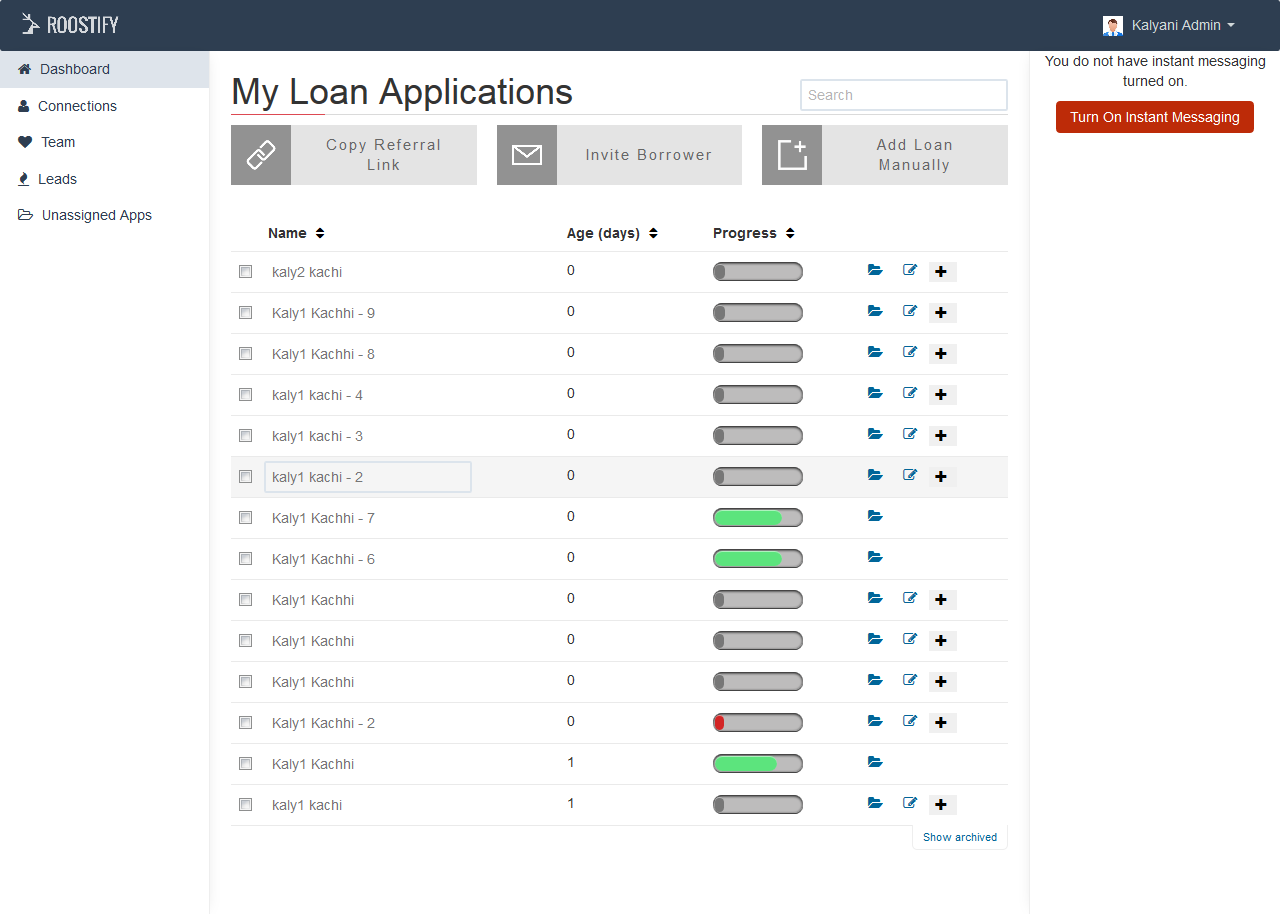 ROOSTIFY
Kalyani Admin
Dashboard
Connections
Team
Leads
Unassigned Apps
My Loan Applications
Search
Copy Referral
Link
Invite Borrower
Add Loan
Manually
Name Age (days) Progress
kaly2 kachi 0
Kaly1 Kachhi - 9 0
Kaly1 Kachhi - 8 0
kaly1 kachi - 4 0
kaly1 kachi - 3 0
kaly1 kachi - 2 0
Kaly1 Kachhi - 7 0
Kaly1 Kachhi - 6 0
Kaly1 Kachhi 0
Kaly1 Kachhi 0
Kaly1 Kachhi 0
Kaly1 Kachhi - 2 0
Kaly1 Kachhi 1
kaly1 kachi 1
Show archived
You do not have instant messaging
turned on.
Turn On Instant Messaging